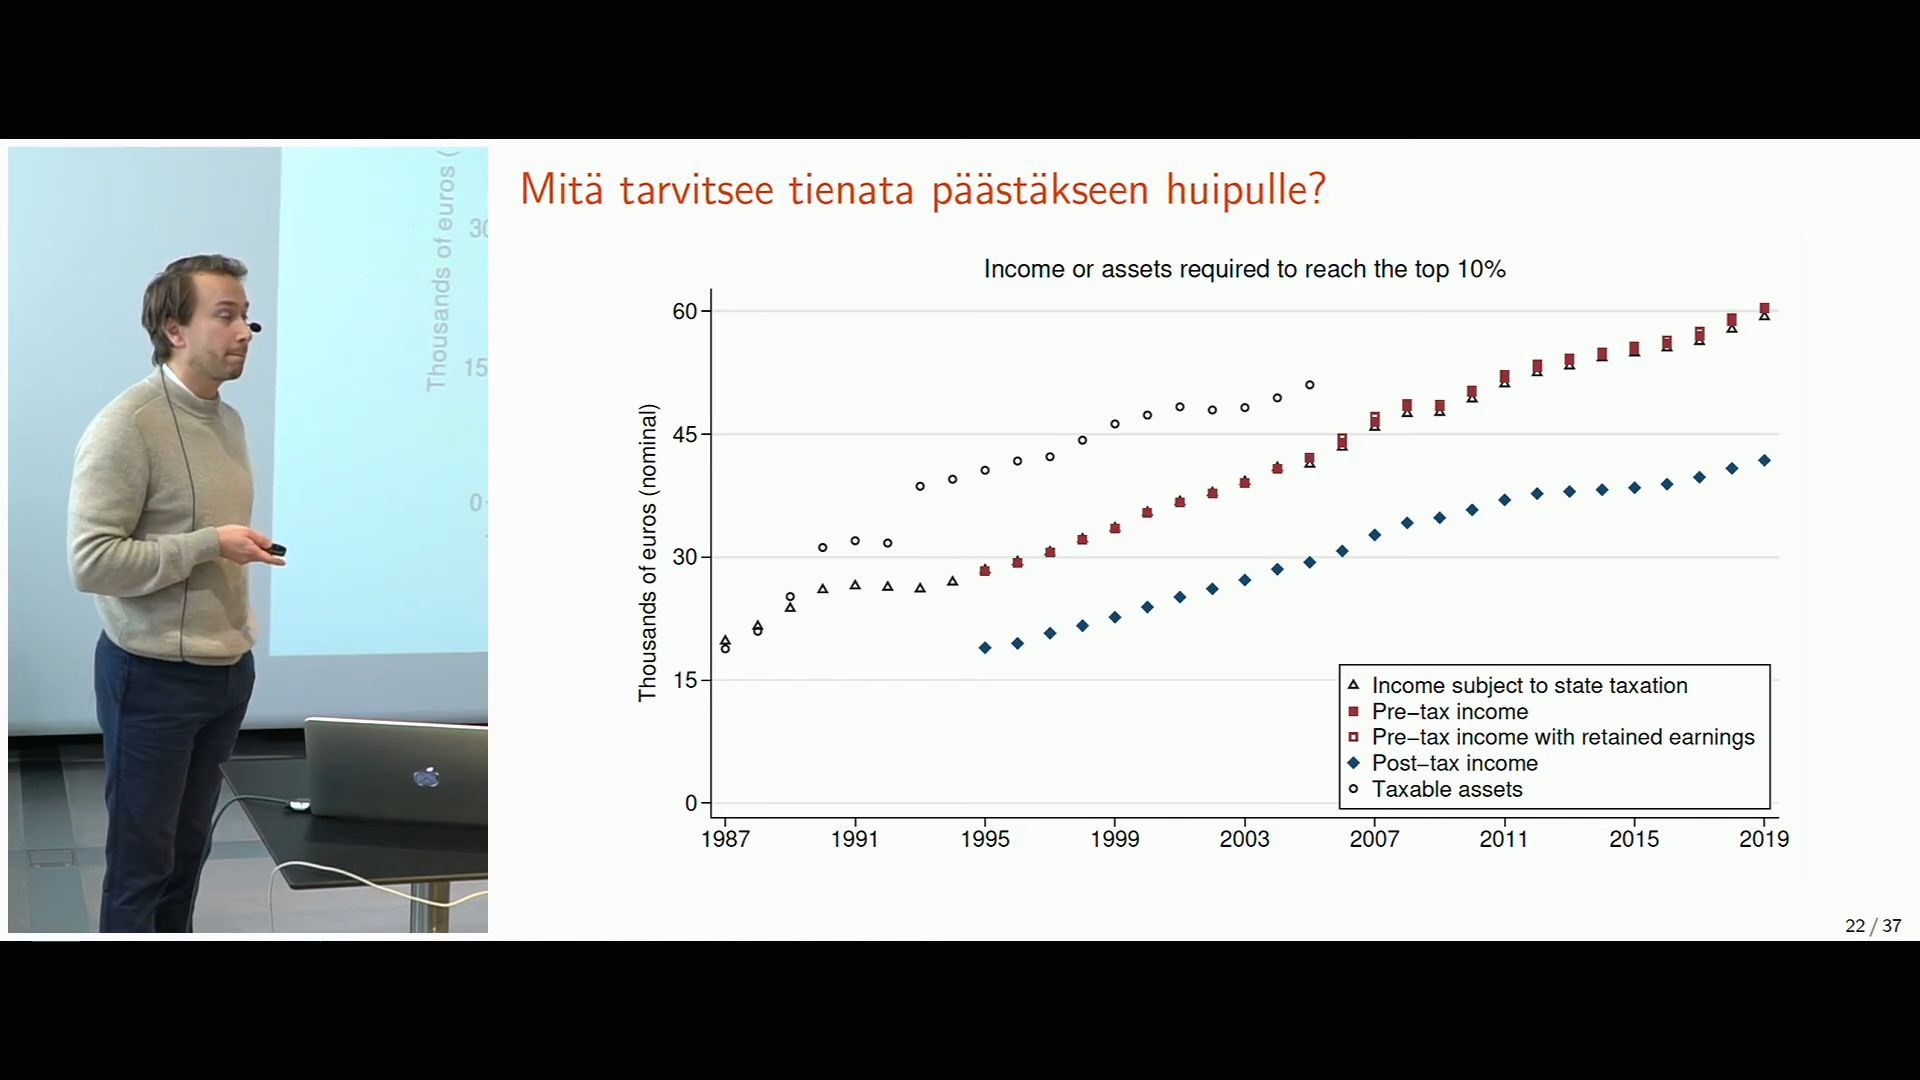 Mitä tarvitsee tienata päästäkseen huipulle?
Income or assets required to reach the top 10%
Thousands of euros (nominal)
60
45
30
15
0
1987 1991 1995 1999 2003 2007 2011 2015 2019
Income subject to state taxation
Pre–tax income
Pre–tax income with retained earnings
Post–tax income
Taxable assets
22 / 37
Thousands of euros (
30
15
0